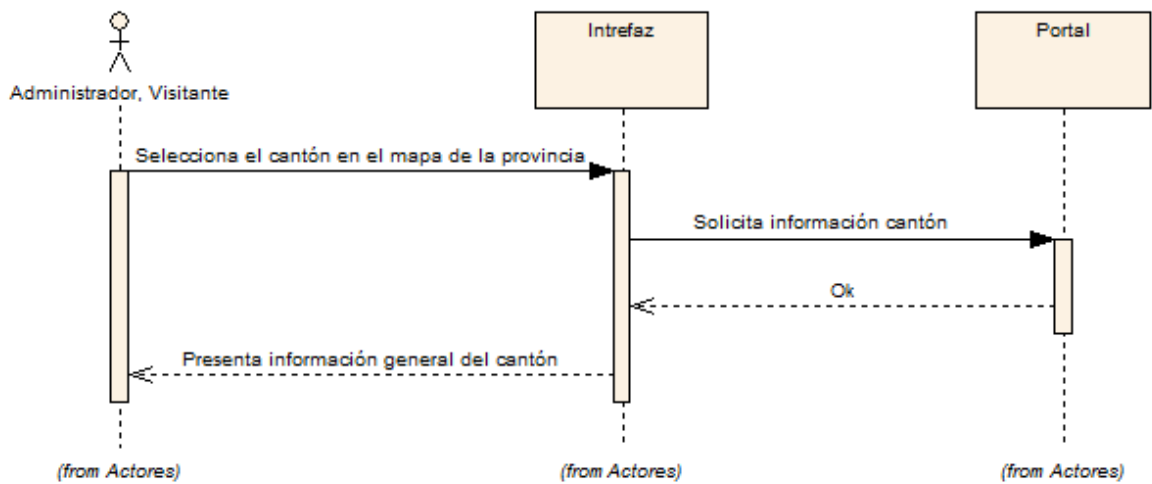 Intrefaz
Portal
Administrador, Visitante
Selecciona el cantón en el mapa de la provincia
Solicita información cantón
Ok
Presenta información general del cantón
(from Actores)
(from Actores)
(from Actores)